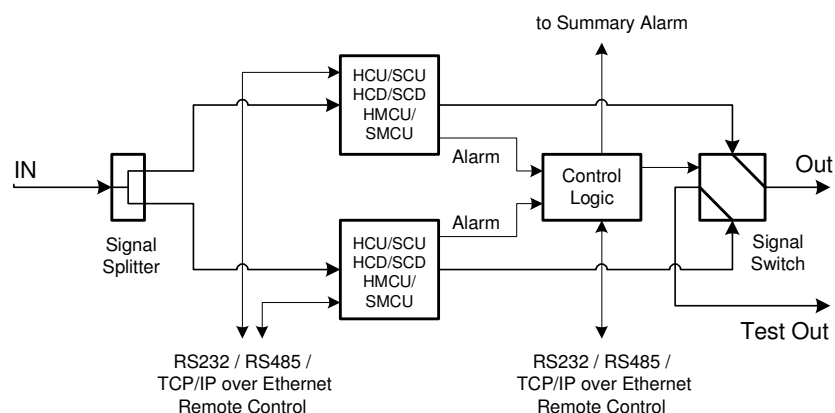 to Summary Alarm
HCU/SCU
HCD/SCD
HMCU/
SMCU
Alarm
IN
Signal
Splitter
Control
Logic
Out
Alarm
HCU/SCU
HCD/SCD
HMCU/
SMCU
Signal
Switch
Test Out
RS232 / RS485 /
TCP/IP over Ethernet
Remote Control
RS232 / RS485 /
TCP/IP over Ethernet
Remote Control